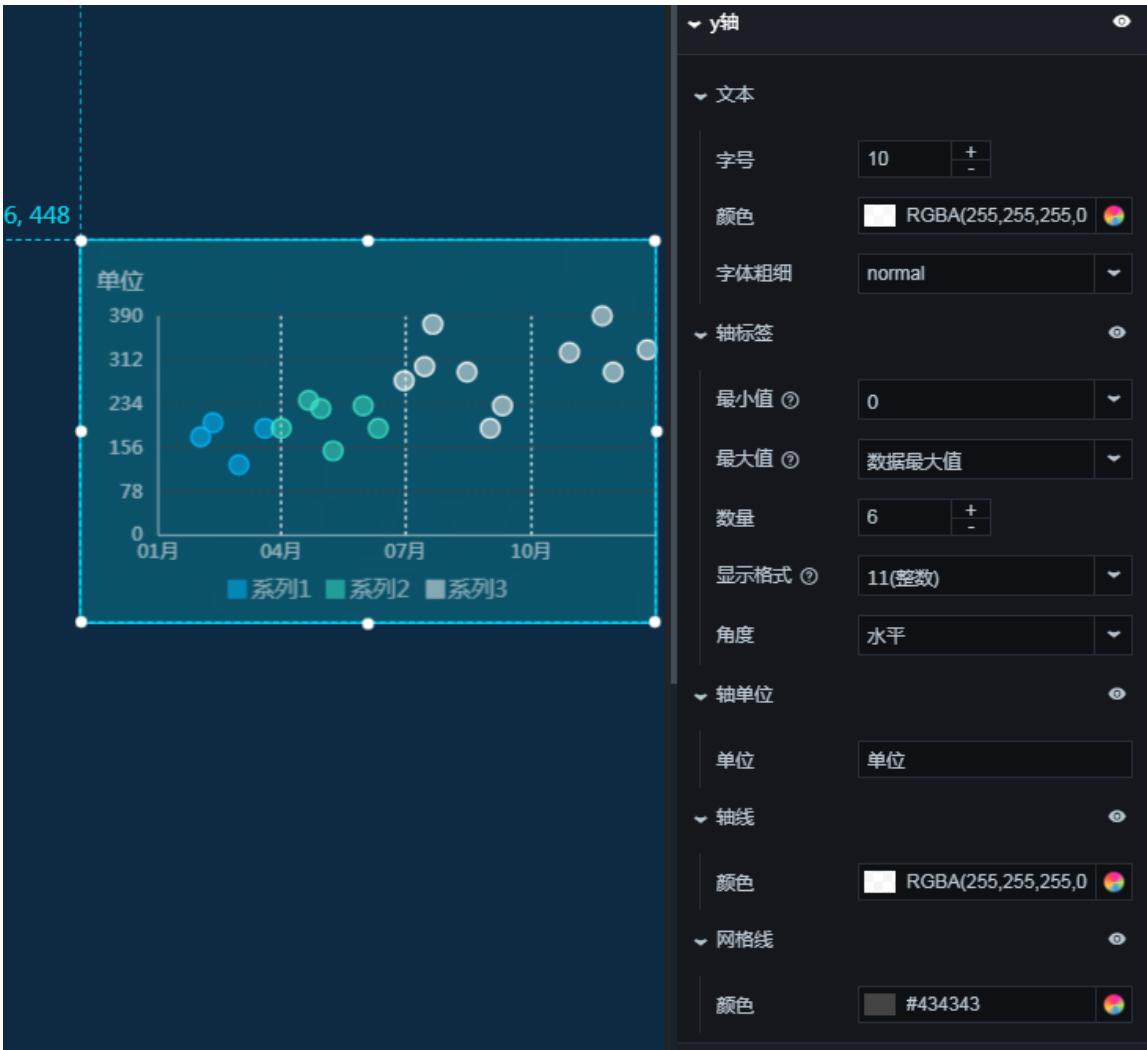 6, 448
单位
390
312
234
156
78
0
01月 04月 07月 10月
系列1 系列2 系列3
y轴
文本
字号 10 + -
颜色 RGBA(255,255,255,0
字体粗细 normal
轴标签
最小值 ? 0
最大值 ? 数据最大值
数量 6 + -
显示格式 ? 11(整数)
角度 水平
轴单位
单位 单位
轴线
颜色 RGBA(255,255,255,0
网格线
颜色 #434343